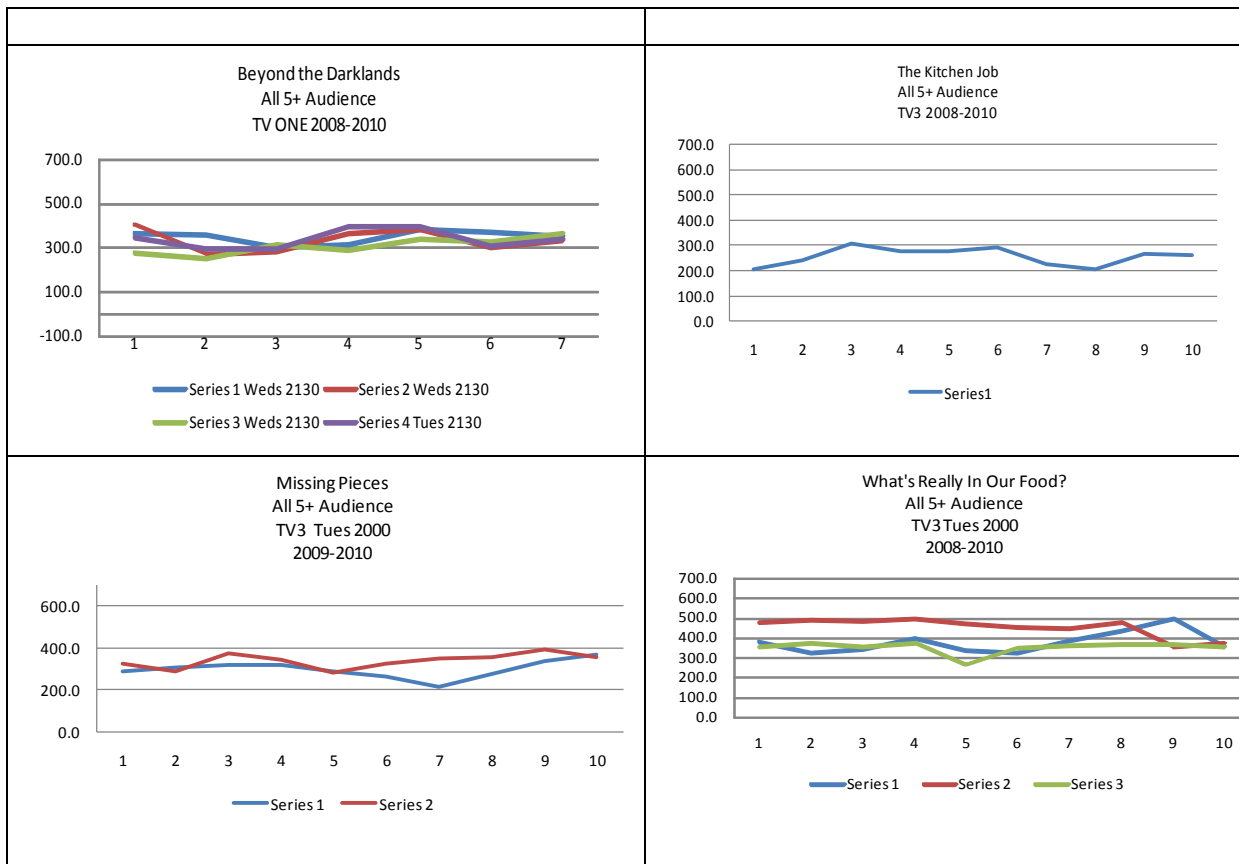 Beyond the Darklands
All 5+ Audience
TV ONE 2008-2010
700.0
500.0
300.0
100.0
-100.0
1 2 3 4 5 6 7
Series 1 Weds 2130 Series 2 Weds 2130
Series 3 Weds 2130 Series 4 Tues 2130
The Kitchen Job
All 5+ Audience
TV3 2008-2010
700.0
600.0
500.0
400.0
300.0
200.0
100.0
0.0
1 2 3 4 5 6 7 8 9 10
Series1
Missing Pieces
All 5+ Audience
TV3 Tues 2000
2009-2010
600.0
400.0
200.0
0.0
1 2 3 4 5 6 7 8 9 10
Series 1 Series 2
What's Really In Our Food?
All 5+ Audience
TV3 Tues 2000
2008-2010
700.0
600.0
500.0
400.0
300.0
200.0
100.0
0.0
1 2 3 4 5 6 7 8 9 10
Series 1 Series 2 Series 3